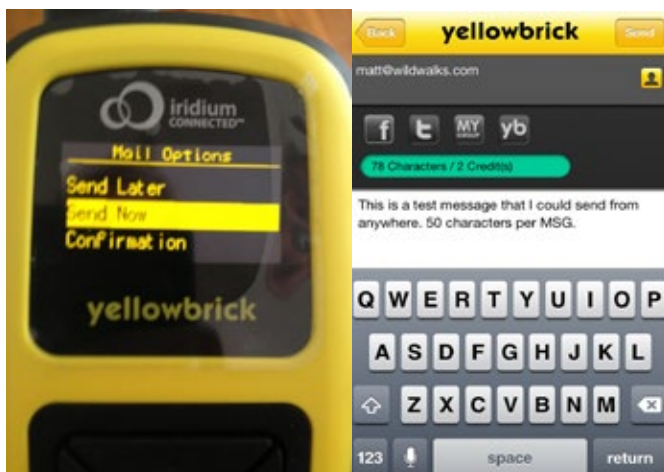 iridium
CONNECTED™
Mail Options
Send Later
Send Now
Confirmation
yellowbrick
Back
yellowbrick
Send
matt@wildwalks.com
f
t
MY
yb
78 Characters / 2 Credit(s)
This is a test message that I could send from
anywhere. 50 characters per MSG.
Q W E R T Y U I O P
A S D F G H J K L
Z X C V B N M
123
space
return